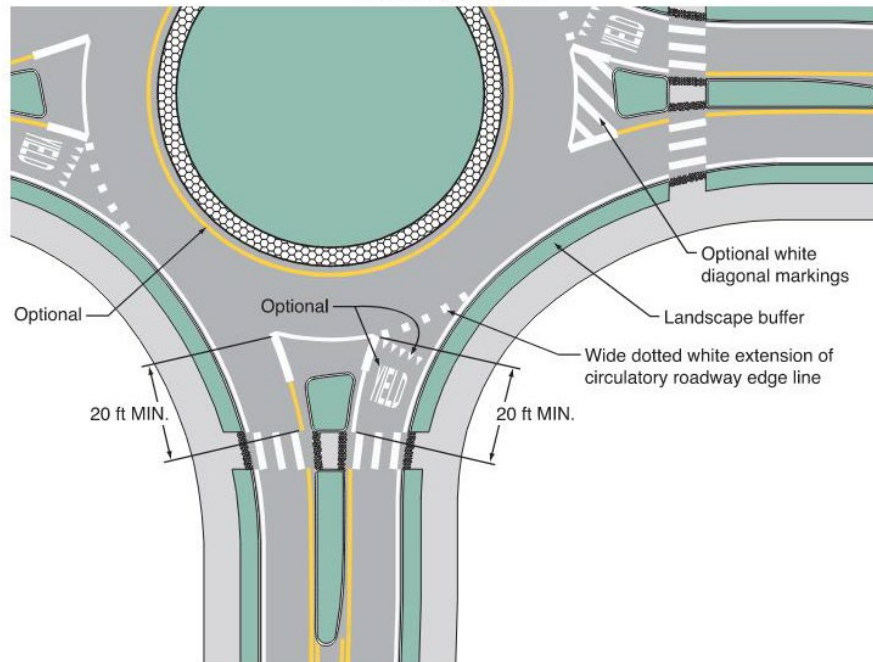 YIELD
YIELD
Optional white
diagonal markings
Optional
Optional
Landscape buffer
Wide dotted white extension of
circulatory roadway edge line
YIELD
20 ft MIN.
20 ft MIN.